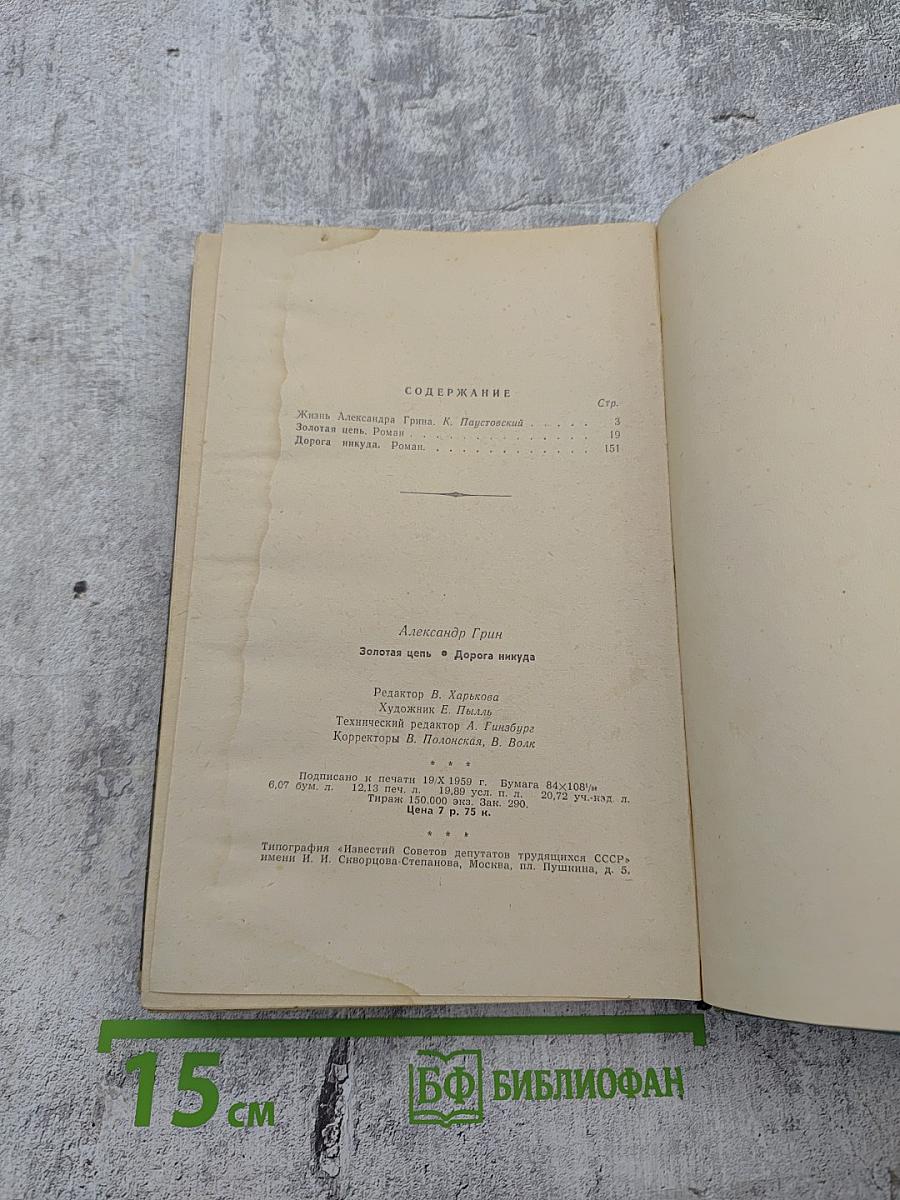 СОДЕРЖАНИЕ
Стр.
Жизнь Александра Грина. К. Паустовский . . . . . 3
Золотая цепь. Роман . . . . . . . . . . . . . . 19
Дорога никуда. Роман. . . . . . . . . . . . . 151
Александр Грин
Золотая цепь • Дорога никуда
Редактор В. Харькова
Художник Е. Пылль
Технический редактор А. Гинзбург
Корректоры В. Полонская, В. Волк
* * *
Подписано к печати 19/X 1959 г. Бумага 84×108¹/₃₂
6,07 бум. л. 12,13 печ. л. 19,89 усл. п. л. 20,72 уч.-изд. л.
Тираж 150.000 экз. Зак. 290.
Цена 7 р. 75 к.
* * *
Типография «Известий Советов депутатов трудящихся СССР»
имени И. И. Скворцова-Степанова, Москва, пл. Пушкина, д. 5.
15 см
БФ БИБЛИОФАН